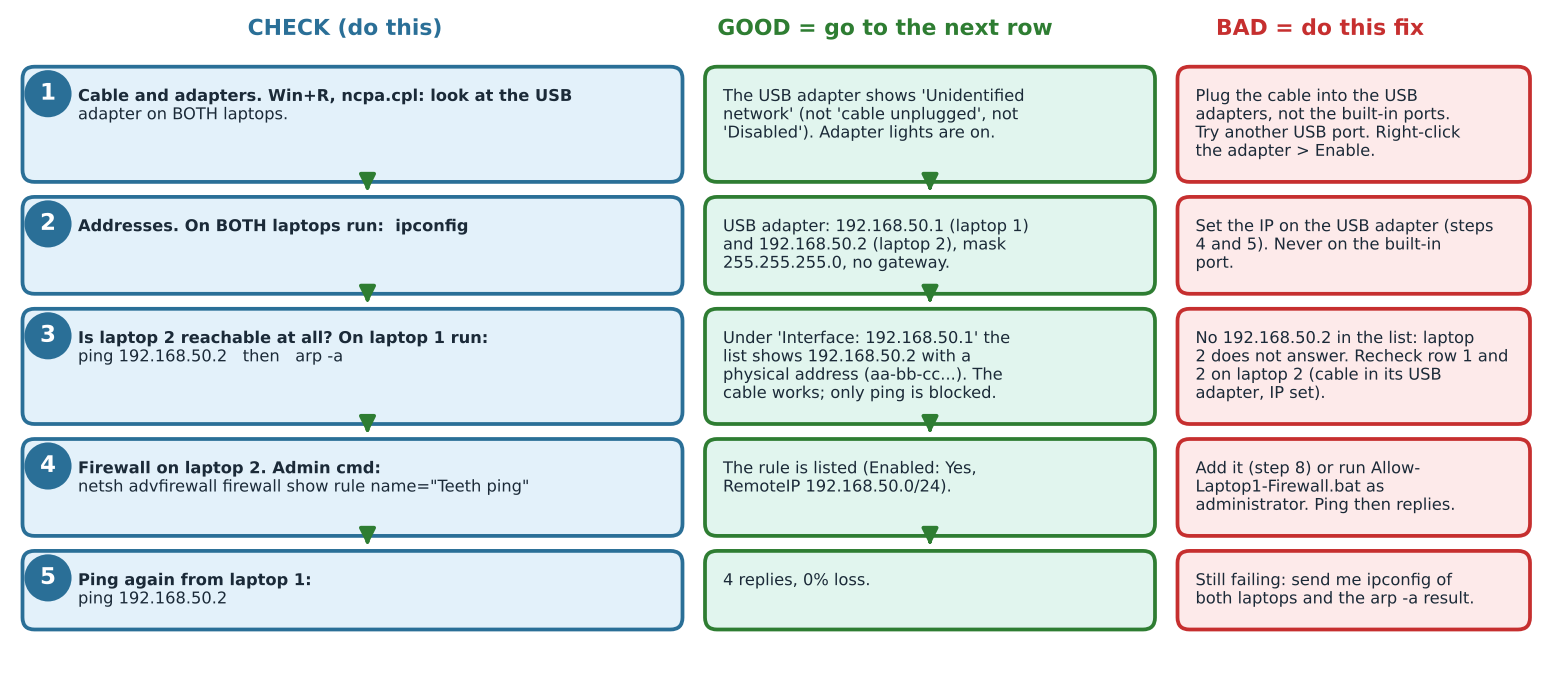 CHECK (do this)
GOOD = go to the next row
BAD = do this fix
1
Cable and adapters. Win+R, ncpa.cpl: look at the USB
adapter on BOTH laptops.
The USB adapter shows 'Unidentified
network' (not 'cable unplugged', not
'Disabled'). Adapter lights are on.
Plug the cable into the USB
adapters, not the built-in ports.
Try another USB port. Right-click
the adapter > Enable.
2
Addresses. On BOTH laptops run:  ipconfig
USB adapter: 192.168.50.1 (laptop 1)
and 192.168.50.2 (laptop 2), mask
255.255.255.0, no gateway.
Set the IP on the USB adapter (steps
4 and 5). Never on the built-in
port.
3
Is laptop 2 reachable at all? On laptop 1 run:
ping 192.168.50.2   then   arp -a
Under 'Interface: 192.168.50.1' the
list shows 192.168.50.2 with a
physical address (aa-bb-cc...). The
cable works; only ping is blocked.
No 192.168.50.2 in the list: laptop
2 does not answer. Recheck row 1 and
2 on laptop 2 (cable in its USB
adapter, IP set).
4
Firewall on laptop 2. Admin cmd:
netsh advfirewall firewall show rule name="Teeth ping"
The rule is listed (Enabled: Yes,
RemoteIP 192.168.50.0/24).
Add it (step 8) or run Allow-
Laptop1-Firewall.bat as
administrator. Ping then replies.
5
Ping again from laptop 1:
ping 192.168.50.2
4 replies, 0% loss.
Still failing: send me ipconfig of
both laptops and the arp -a result.